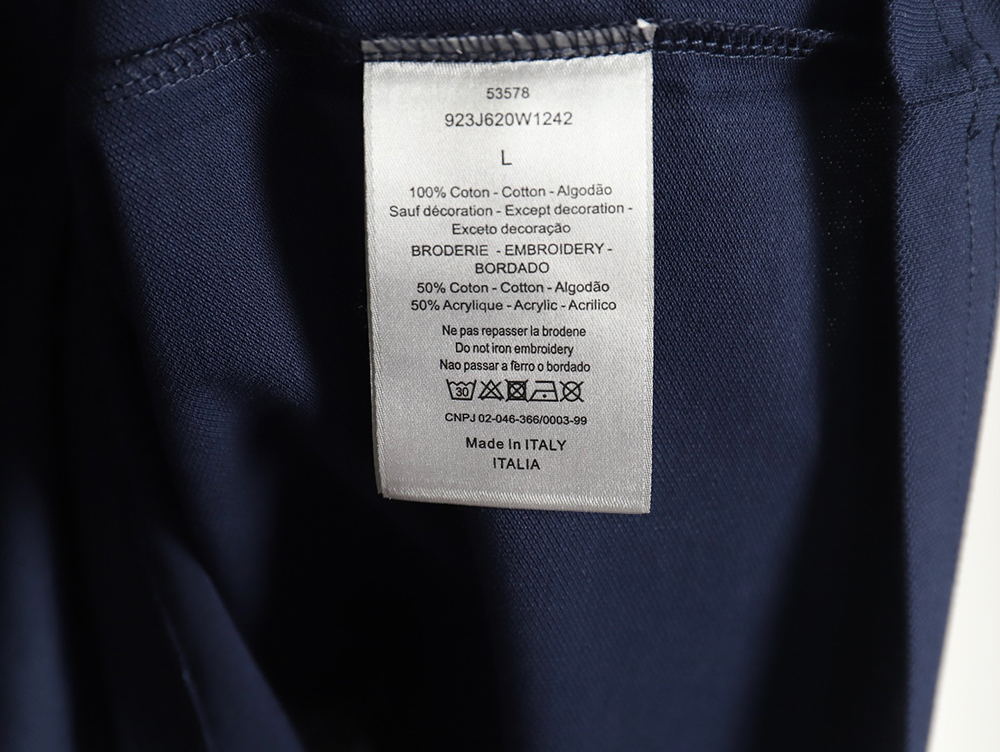 53578
923J620W1242
L
100% Coton - Cotton - Algodão
Sauf décoration - Except decoration -
Exceto decoração
BRODERIE - EMBROIDERY -
BORDADO
50% Coton - Cotton - Algodão
50% Acrylique - Acrylic - Acrilico
Ne pas repasser la brodene
Do not iron embroidery
Nao passar a ferro o bordado
30
CNPJ 02-046-366/0003-99
Made In ITALY
ITALIA